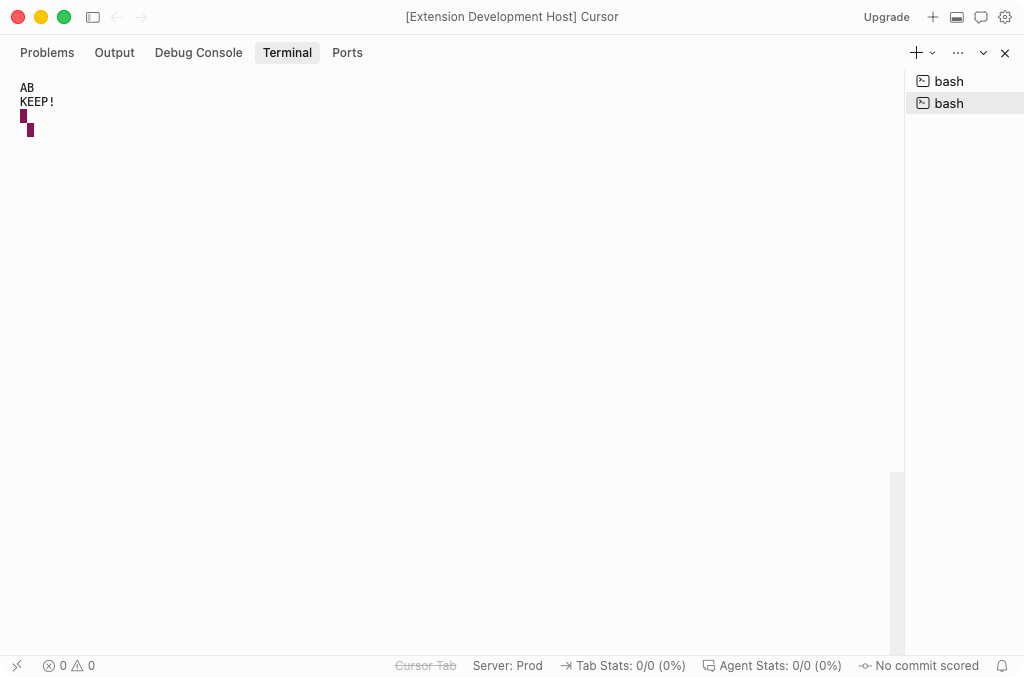 [Extension Development Host] Cursor
Upgrade
Problems Output Debug Console Terminal Ports
AB
KEEP!
bash
bash
0 0 Cursor Tab Server: Prod Tab Stats: 0/0 (0%) Agent Stats: 0/0 (0%) No commit scored